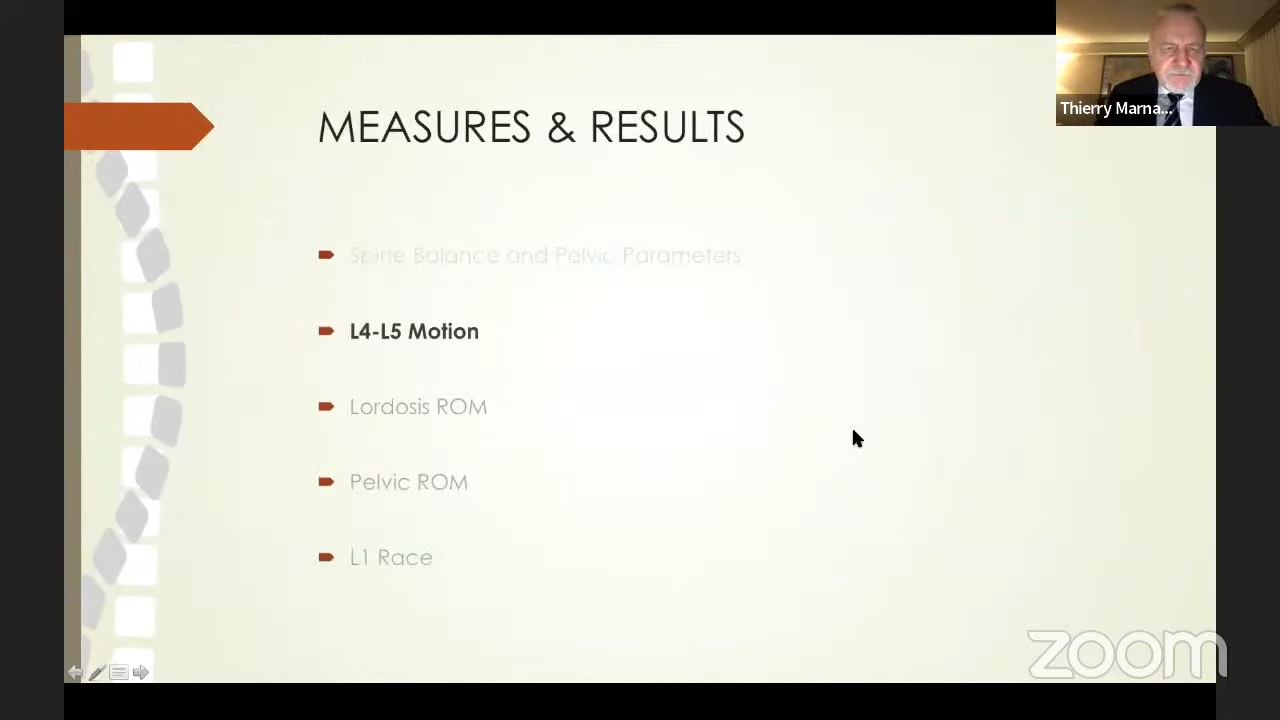 MEASURES & RESULTS
Thierry Marna...
Spine Balance and Pelvic Parameters
L4-L5 Motion
Lordosis ROM
Pelvic ROM
L1 Race
zoom